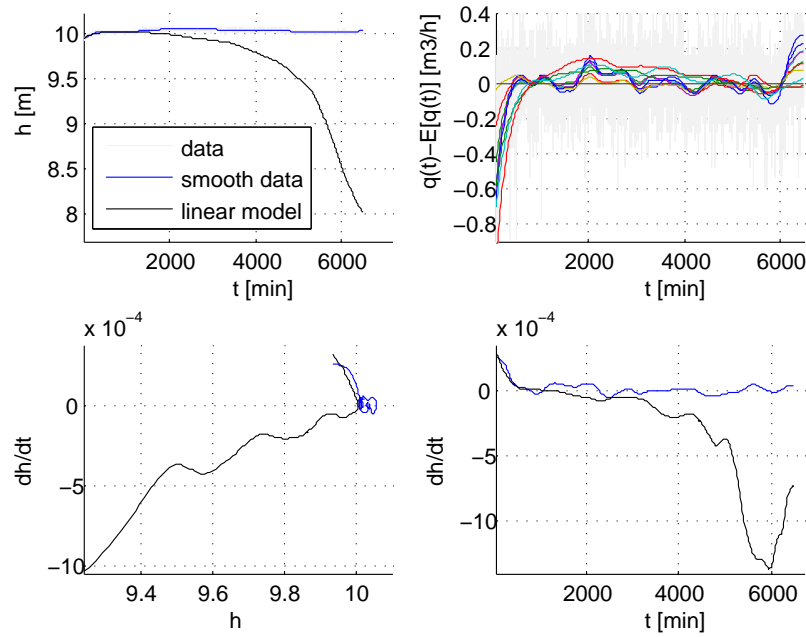 10
9.5
9
8.5
8
h [m]
data
smooth data
linear model
2000
4000
6000
t [min]
0.4
0.2
0
−0.2
−0.4
−0.6
−0.8
q(t)−E[q(t)] [m3/h]
0
2000
4000
6000
t [min]
x 10 −4
0
−5
−10
dh/dt
9.4
9.6
9.8
10
h
x 10 −4
0
−5
−10
dh/dt
2000
4000
6000
t [min]